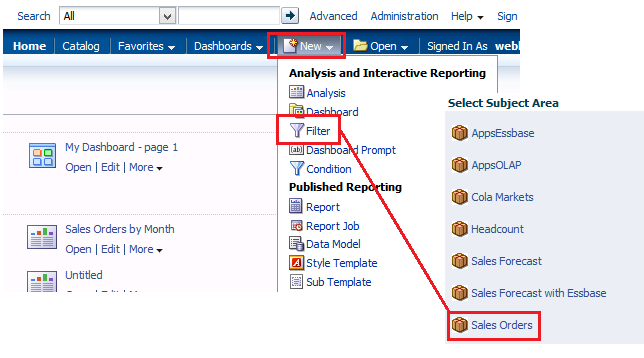 Search All Advanced Administration Help Sign
Home Catalog Favorites Dashboards New Open Signed In As
Analysis and Interactive Reporting
Analysis
Dashboard
Filter
Dashboard Prompt
Condition
Published Reporting
Report
Report Job
Data Model
Style Template
Sub Template
My Dashboard - page 1
Open | Edit | More
Sales Orders by Month
Open | Edit | More
Untitled
Select Subject Area
AppsEssbase
AppsOLAP
Cola Markets
Headcount
Sales Forecast
Sales Forecast with Essbase
Sales Orders